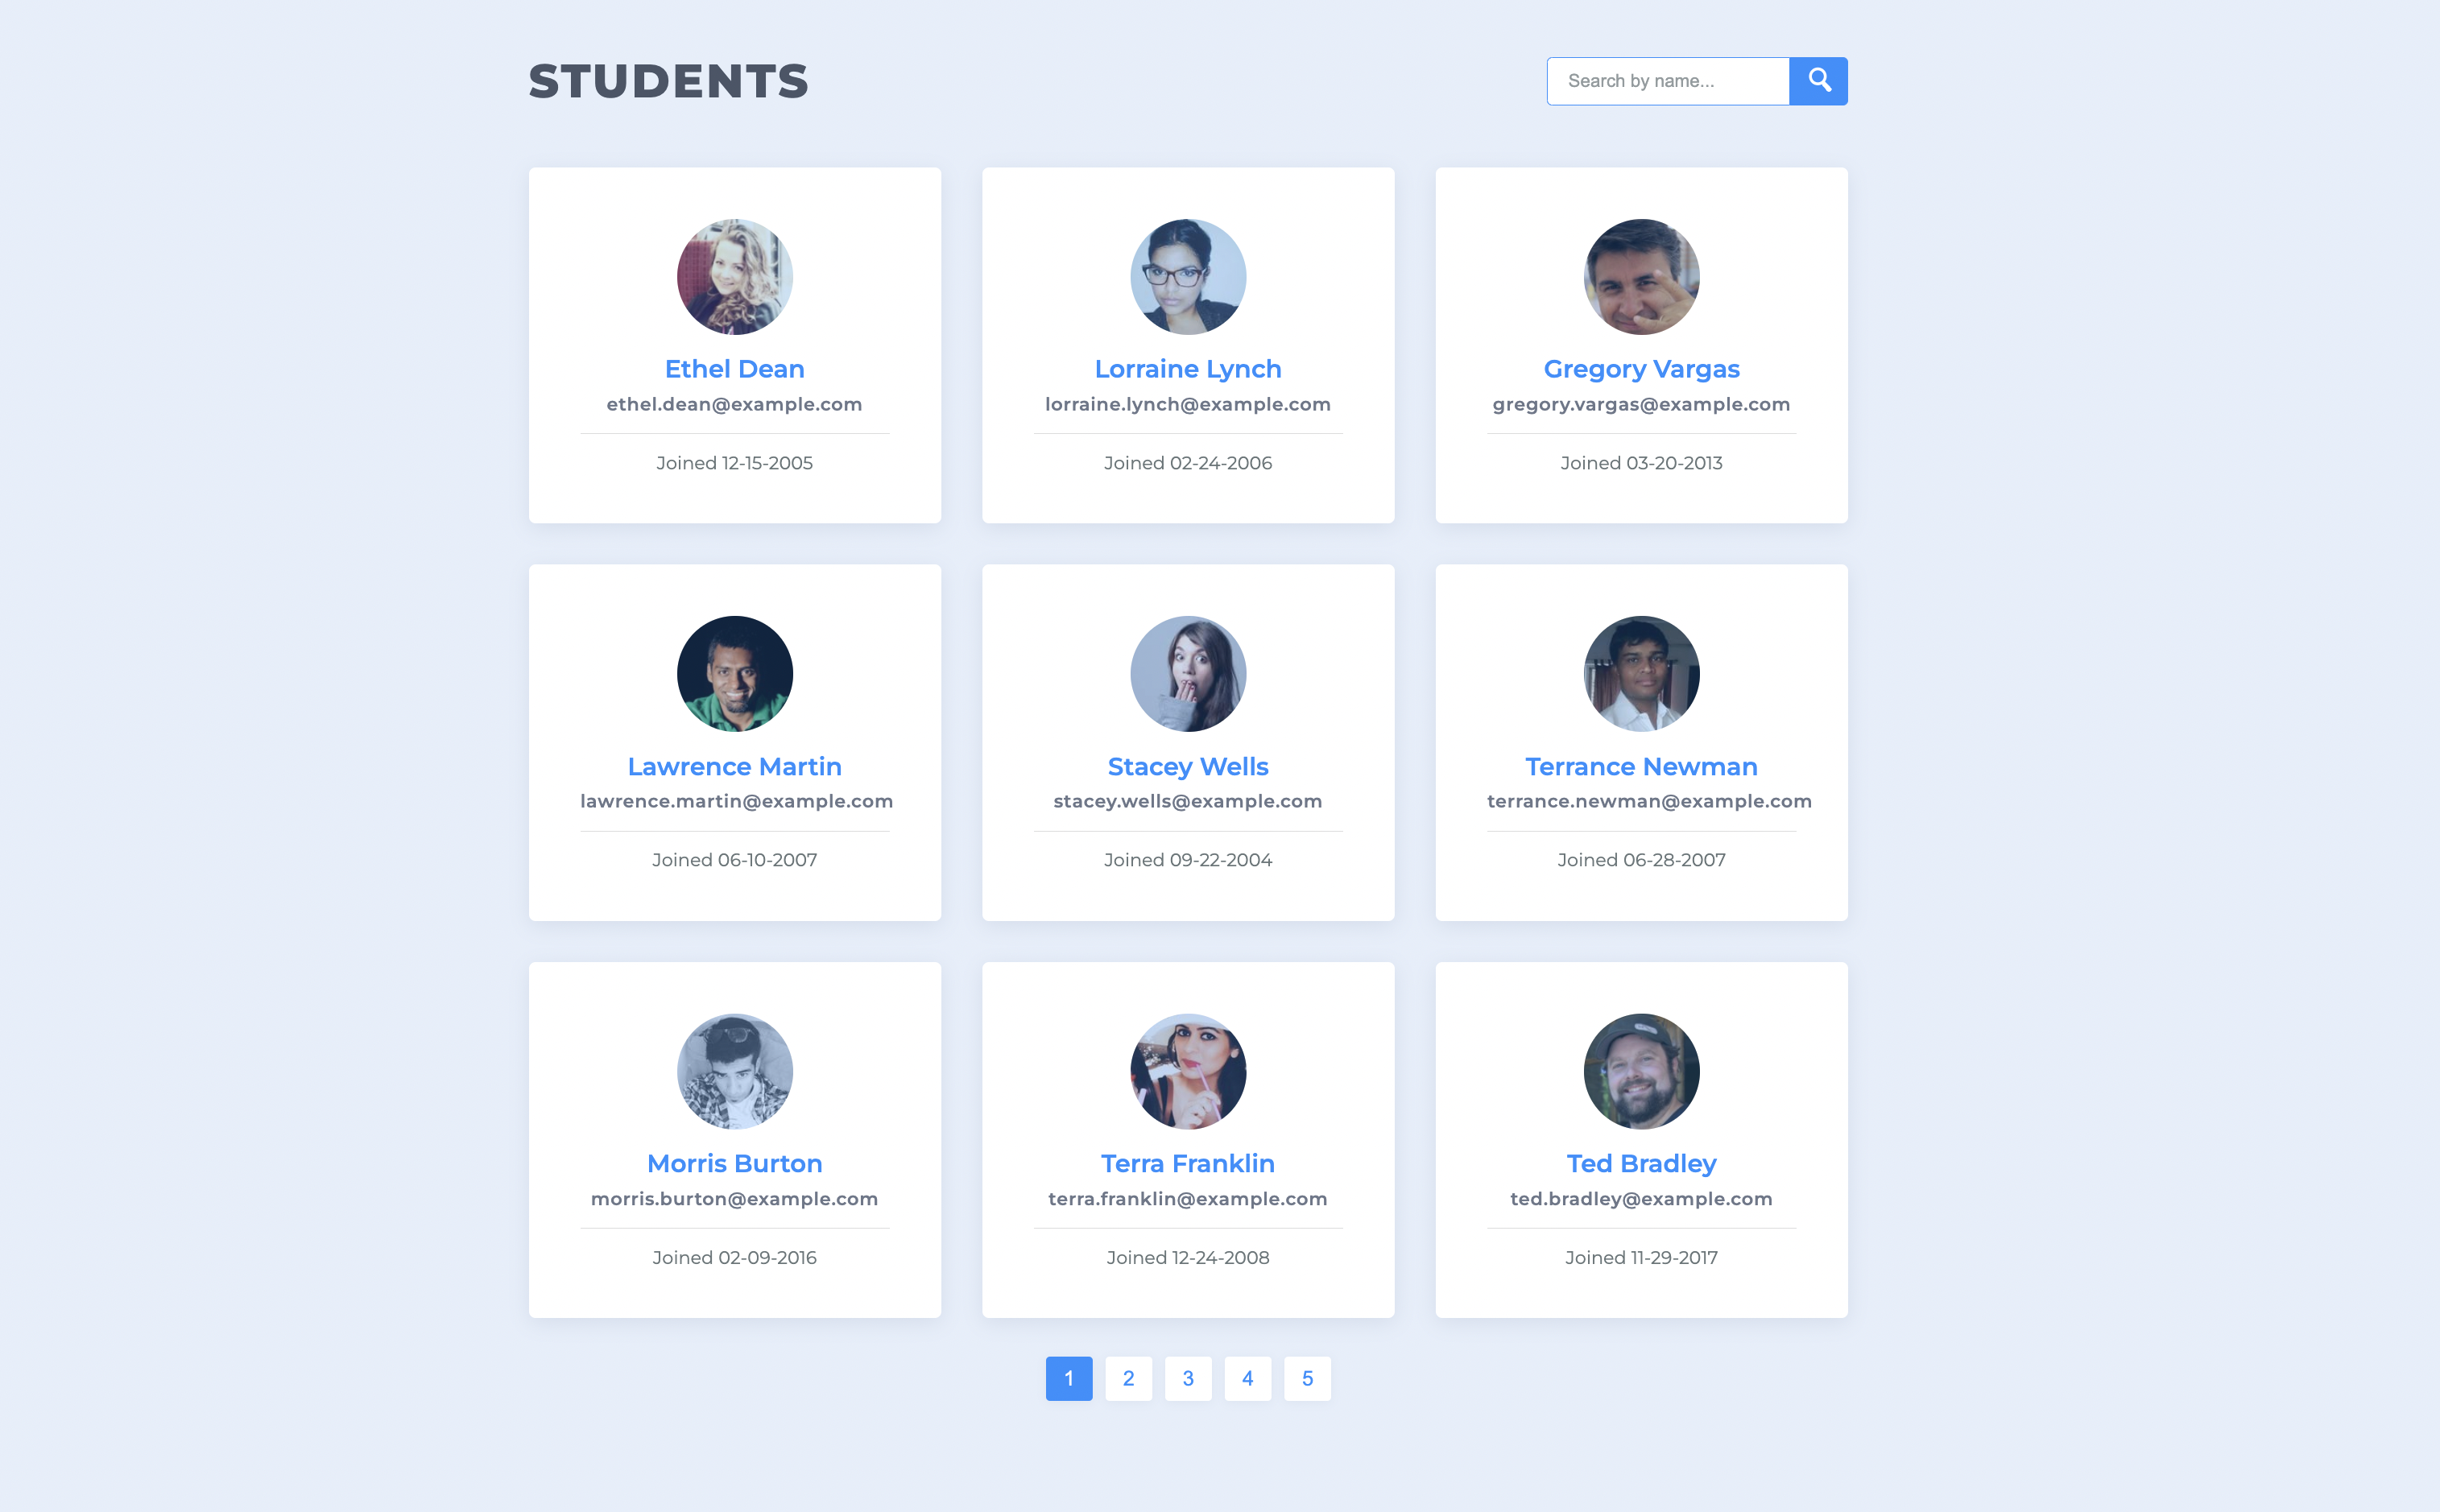 STUDENTS
Search by name...
Ethel Dean
ethel.dean@example.com
Joined 12-15-2005
Lorraine Lynch
lorraine.lynch@example.com
Joined 02-24-2006
Gregory Vargas
gregory.vargas@example.com
Joined 03-20-2013
Lawrence Martin
lawrence.martin@example.com
Joined 06-10-2007
Stacey Wells
stacey.wells@example.com
Joined 09-22-2004
Terrance Newman
terrance.newman@example.com
Joined 06-28-2007
Morris Burton
morris.burton@example.com
Joined 02-09-2016
Terra Franklin
terra.franklin@example.com
Joined 12-24-2008
Ted Bradley
ted.bradley@example.com
Joined 11-29-2017
1 2 3 4 5